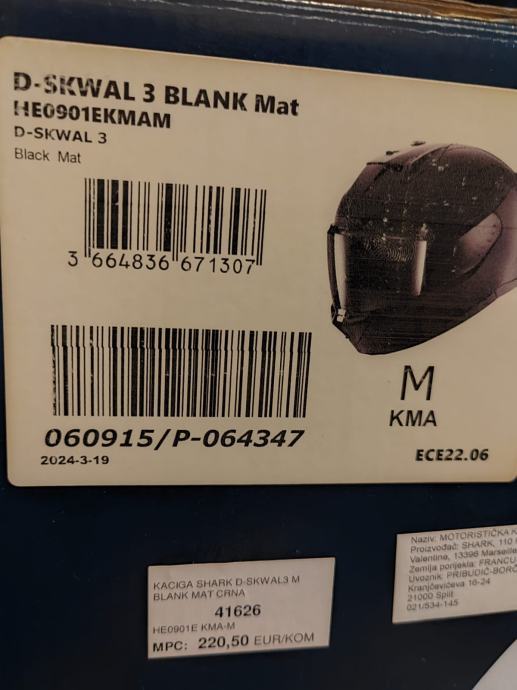 D-SKWAL 3 BLANK Mat
HE0901EKMAM
D-SKWAL 3
Black Mat
3 664836 671307
M
KMA
060915/P-064347
2024-3-19
ECE22.06
KACIGA SHARK D-SKWAL3 M
BLANK MAT CRNA
41626
HE0901E KMA-M
MPC: 220,50 EUR/KOM
Naziv: MOTORISTIČKA K
Proizvođač: SHARK, 110
Valentine, 13396 Marseille
Zemlja porijekla: FRANCU
Uvoznik: PRIBUDIĆ-BORČ
Kranjčevićeva 16-24
21000 Split
021/534-145